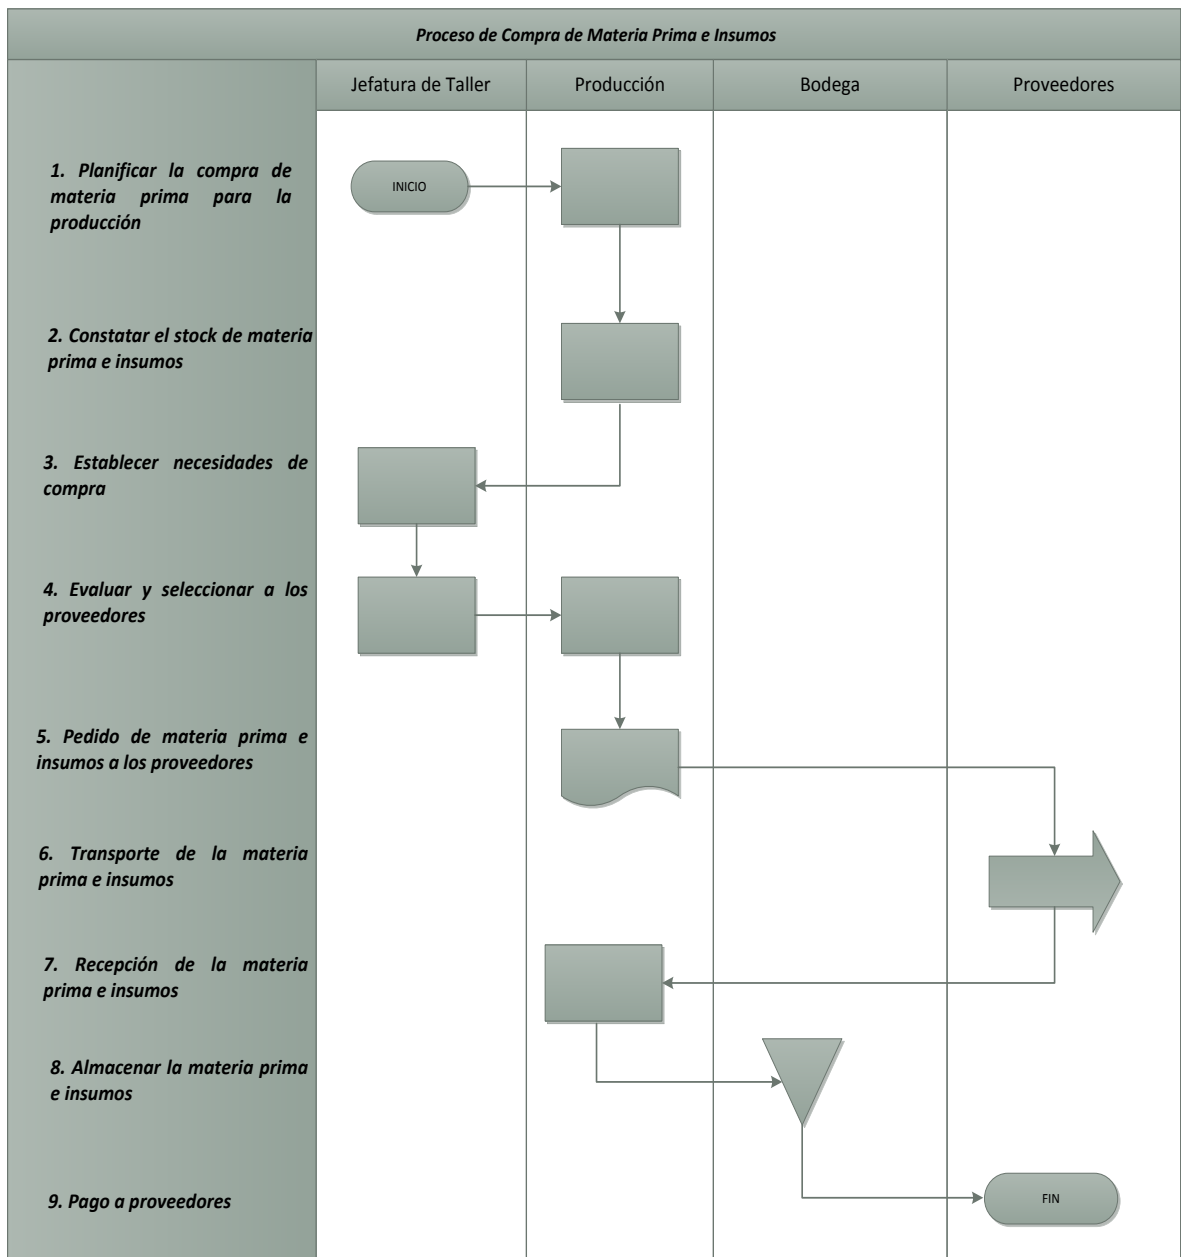 Proceso de Compra de Materia Prima e Insumos
Jefatura de Taller
Producción
Bodega
Proveedores
1. Planificar la compra de
materia prima para la
producción
INICIO
2. Constatar el stock de materia
prima e insumos
3. Establecer necesidades de
compra
4. Evaluar y seleccionar a los
proveedores
5. Pedido de materia prima e
insumos a los proveedores
6. Transporte de la materia
prima e insumos
7. Recepción de la materia
prima e insumos
8. Almacenar la materia prima
e insumos
9. Pago a proveedores
FIN